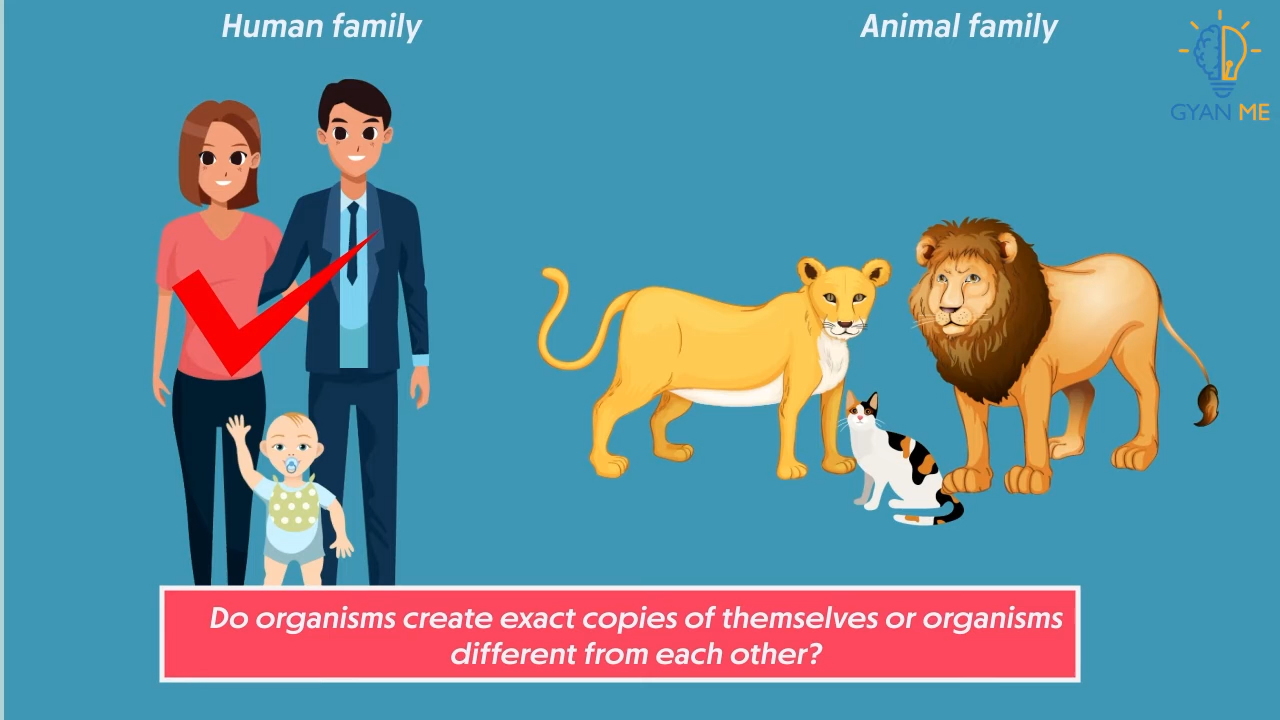 Human family
Animal family
GYAN ME
Do organisms create exact copies of themselves or organisms
different from each other?